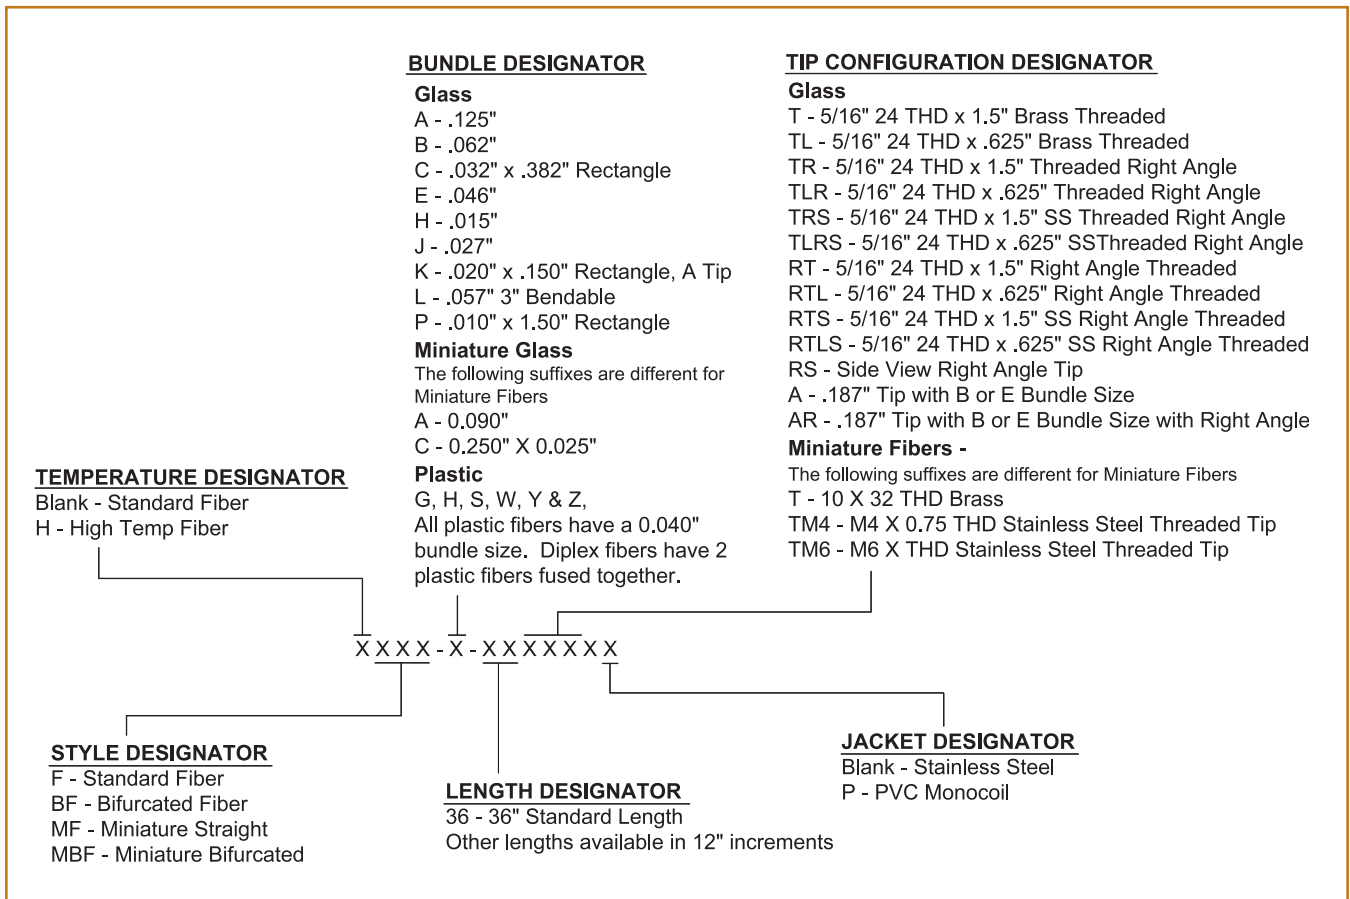 BUNDLE DESIGNATOR
Glass
A - .125"
B - .062"
C - .032" x .382" Rectangle
E - .046"
H - .015"
J - .027"
K - .020" x .150" Rectangle, A Tip
L - .057" 3" Bendable
P - .010" x 1.50" Rectangle
Miniature Glass
The following suffixes are different for
Miniature Fibers
A - 0.090"
C - 0.250" X 0.025"
Plastic
G, H, S, W, Y & Z,
All plastic fibers have a 0.040"
bundle size. Diplex fibers have 2
plastic fibers fused together.
TIP CONFIGURATION DESIGNATOR
Glass
T - 5/16" 24 THD x 1.5" Brass Threaded
TL - 5/16" 24 THD x .625" Brass Threaded
TR - 5/16" 24 THD x 1.5" Threaded Right Angle
TLR - 5/16" 24 THD x .625" Threaded Right Angle
TRS - 5/16" 24 THD x 1.5" SS Threaded Right Angle
TLRS - 5/16" 24 THD x .625" SSThreaded Right Angle
RT - 5/16" 24 THD x 1.5" Right Angle Threaded
RTL - 5/16" 24 THD x .625" Right Angle Threaded
RTS - 5/16" 24 THD x 1.5" SS Right Angle Threaded
RTLS - 5/16" 24 THD x .625" SS Right Angle Threaded
RS - Side View Right Angle Tip
A - .187" Tip with B or E Bundle Size
AR - .187" Tip with B or E Bundle Size with Right Angle
Miniature Fibers -
The following suffixes are different for Miniature Fibers
T - 10 X 32 THD Brass
TM4 - M4 X 0.75 THD Stainless Steel Threaded Tip
TM6 - M6 X THD Stainless Steel Threaded Tip
TEMPERATURE DESIGNATOR
Blank - Standard Fiber
H - High Temp Fiber
X X X X - X - X X X X X X X
STYLE DESIGNATOR
F - Standard Fiber
BF - Bifurcated Fiber
MF - Miniature Straight
MBF - Miniature Bifurcated
LENGTH DESIGNATOR
36 - 36" Standard Length
Other lengths available in 12" increments
JACKET DESIGNATOR
Blank - Stainless Steel
P - PVC Monocoil